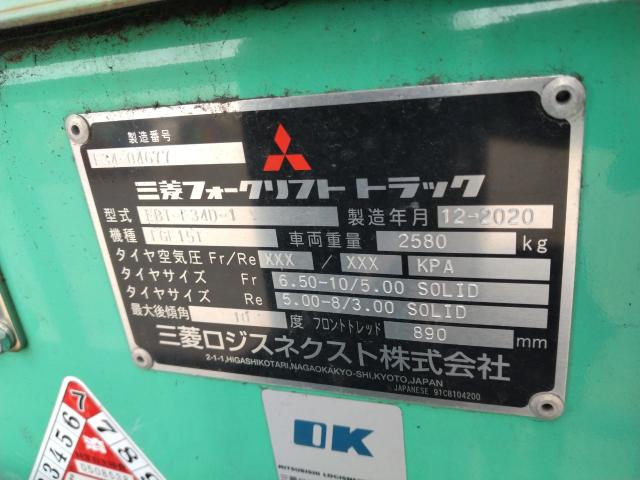 製造番号
F34-04677
三菱フォークリフト トラック
型式 EB1-F34D-1 製造年月 12-2020
機種 FGE15T 車両重量 2580 kg
タイヤ空気圧 Fr/Re XXX / XXX KPA
タイヤサイズ Fr 6.50-10/5.00 SOLID
タイヤサイズ Re 5.00-8/3.00 SOLID
最大後傾角 10 度 フロントトレッド 890 mm
三菱ロジスネクスト株式会社
2-1-1,HIGASHIKOTARI,NAGAOKAKYO-SHI,KYOTO,JAPAN
JAPANESE 91C8104200
34567789
OK